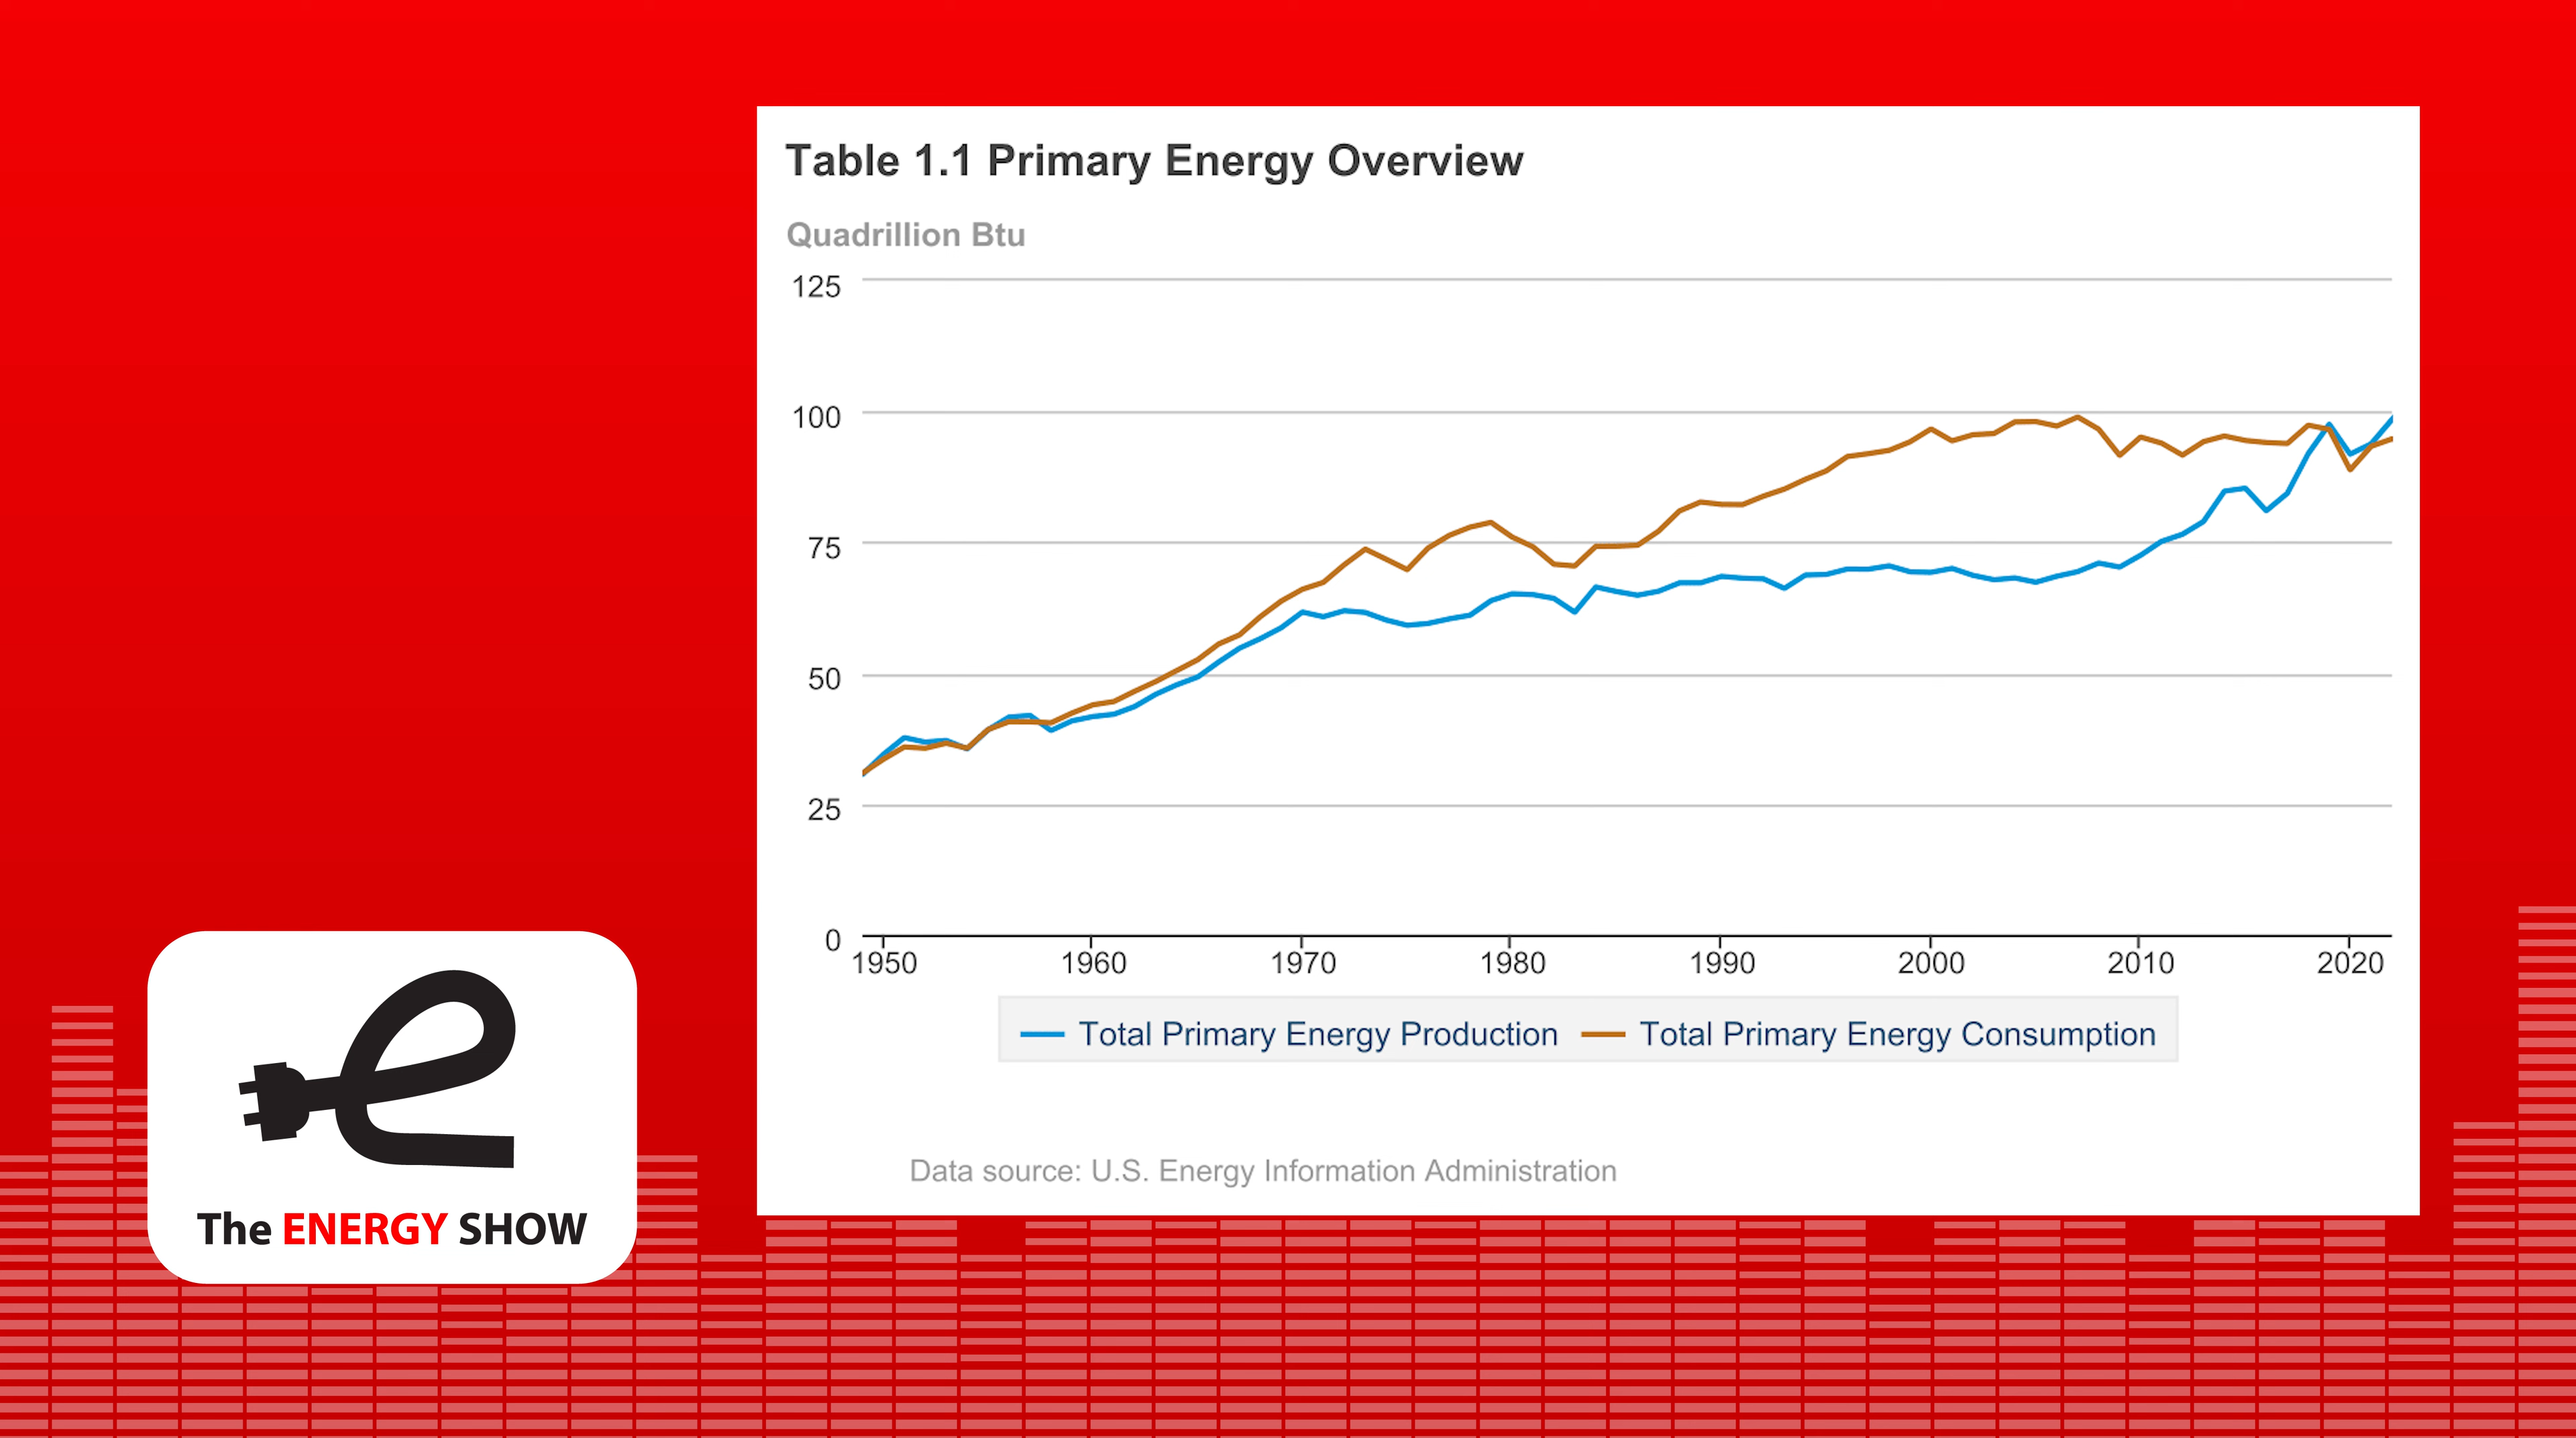 Table 1.1 Primary Energy Overview
Quadrillion Btu
125
100
75
50
25
0
1950 1960 1970 1980 1990 2000 2010 2020
Total Primary Energy Production Total Primary Energy Consumption
Data source: U.S. Energy Information Administration
The ENERGY SHOW